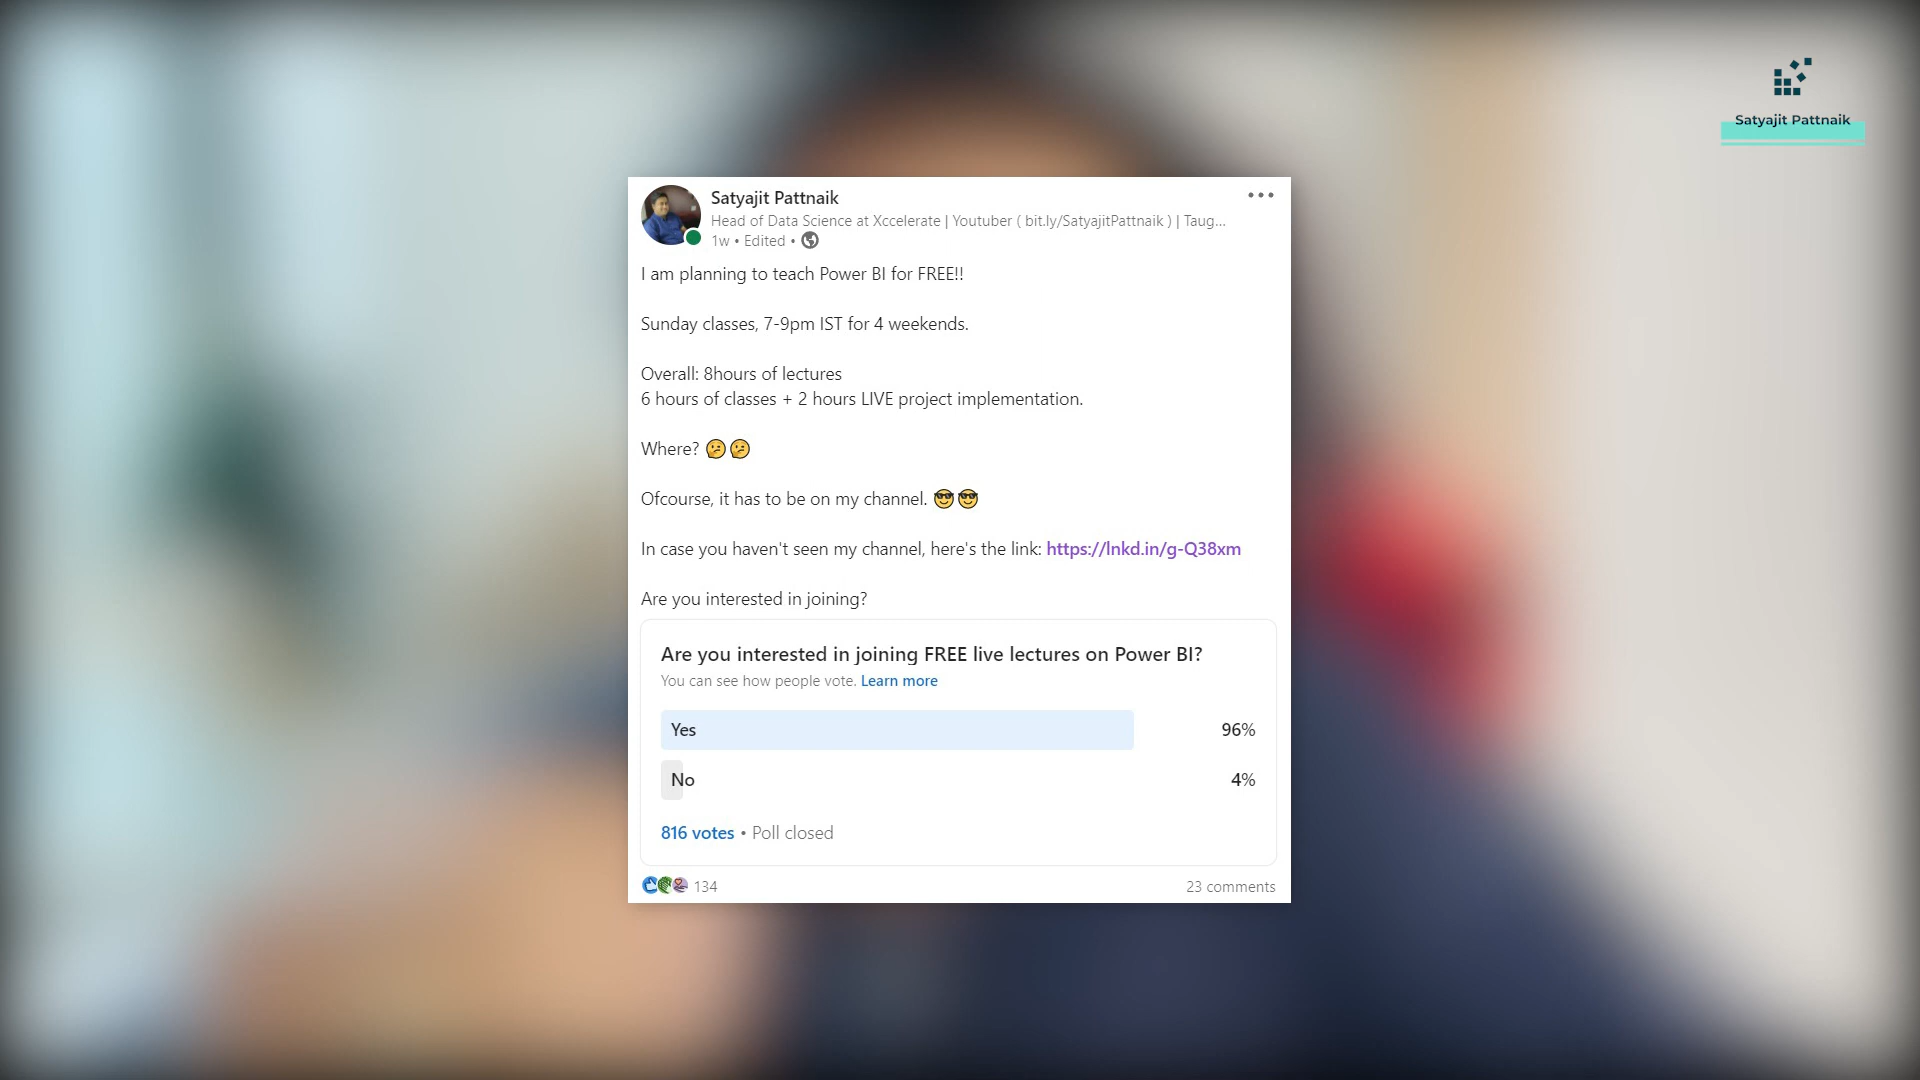 Satyajit Pattnaik
Satyajit Pattnaik
Head of Data Science at Xccelerate | Youtuber ( bit.ly/SatyajitPattnaik ) | Taug...
1w • Edited •
I am planning to teach Power BI for FREE!!
Sunday classes, 7-9pm IST for 4 weekends.
Overall: 8hours of lectures
6 hours of classes + 2 hours LIVE project implementation.
Where? 🤔🤔
Ofcourse, it has to be on my channel. 😎😎
In case you haven't seen my channel, here's the link: https://lnkd.in/g-Q38xm
Are you interested in joining?
Are you interested in joining FREE live lectures on Power BI?
You can see how people vote. Learn more
Yes 96%
No 4%
816 votes • Poll closed
134 23 comments